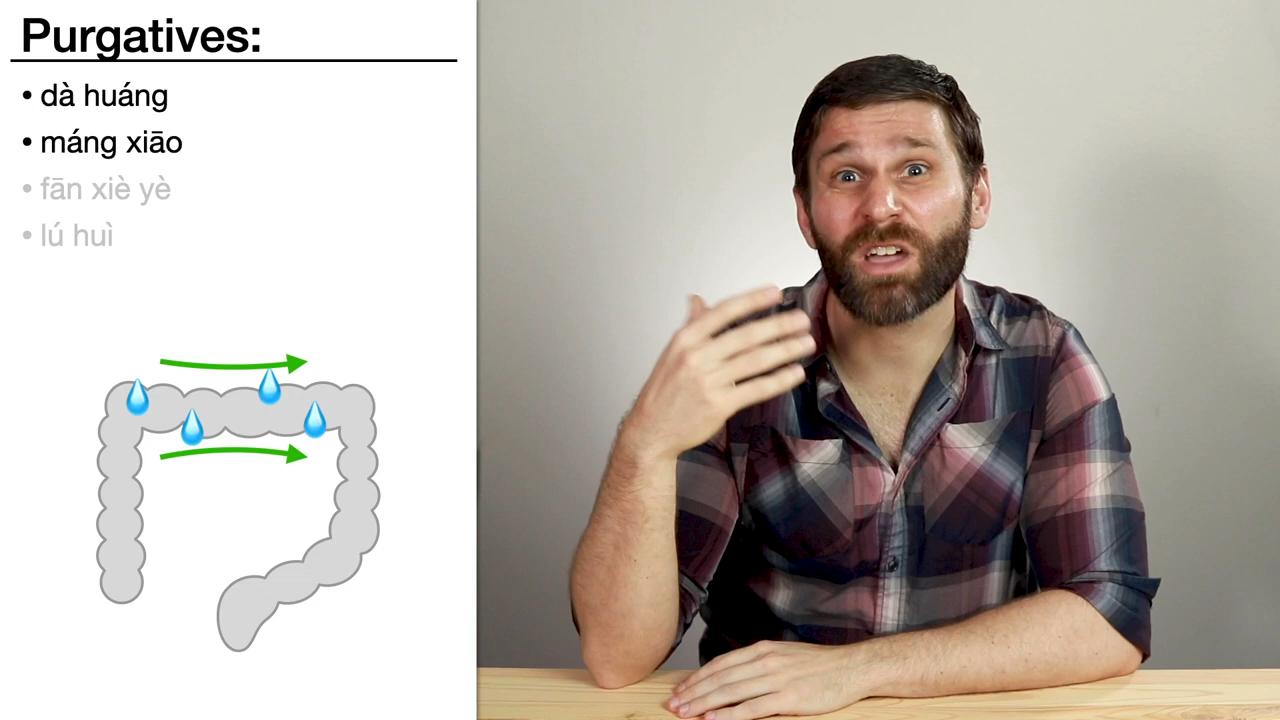 Purgatives:
• dà huáng
• máng xiāo
• fān xiè yè
• lú huì